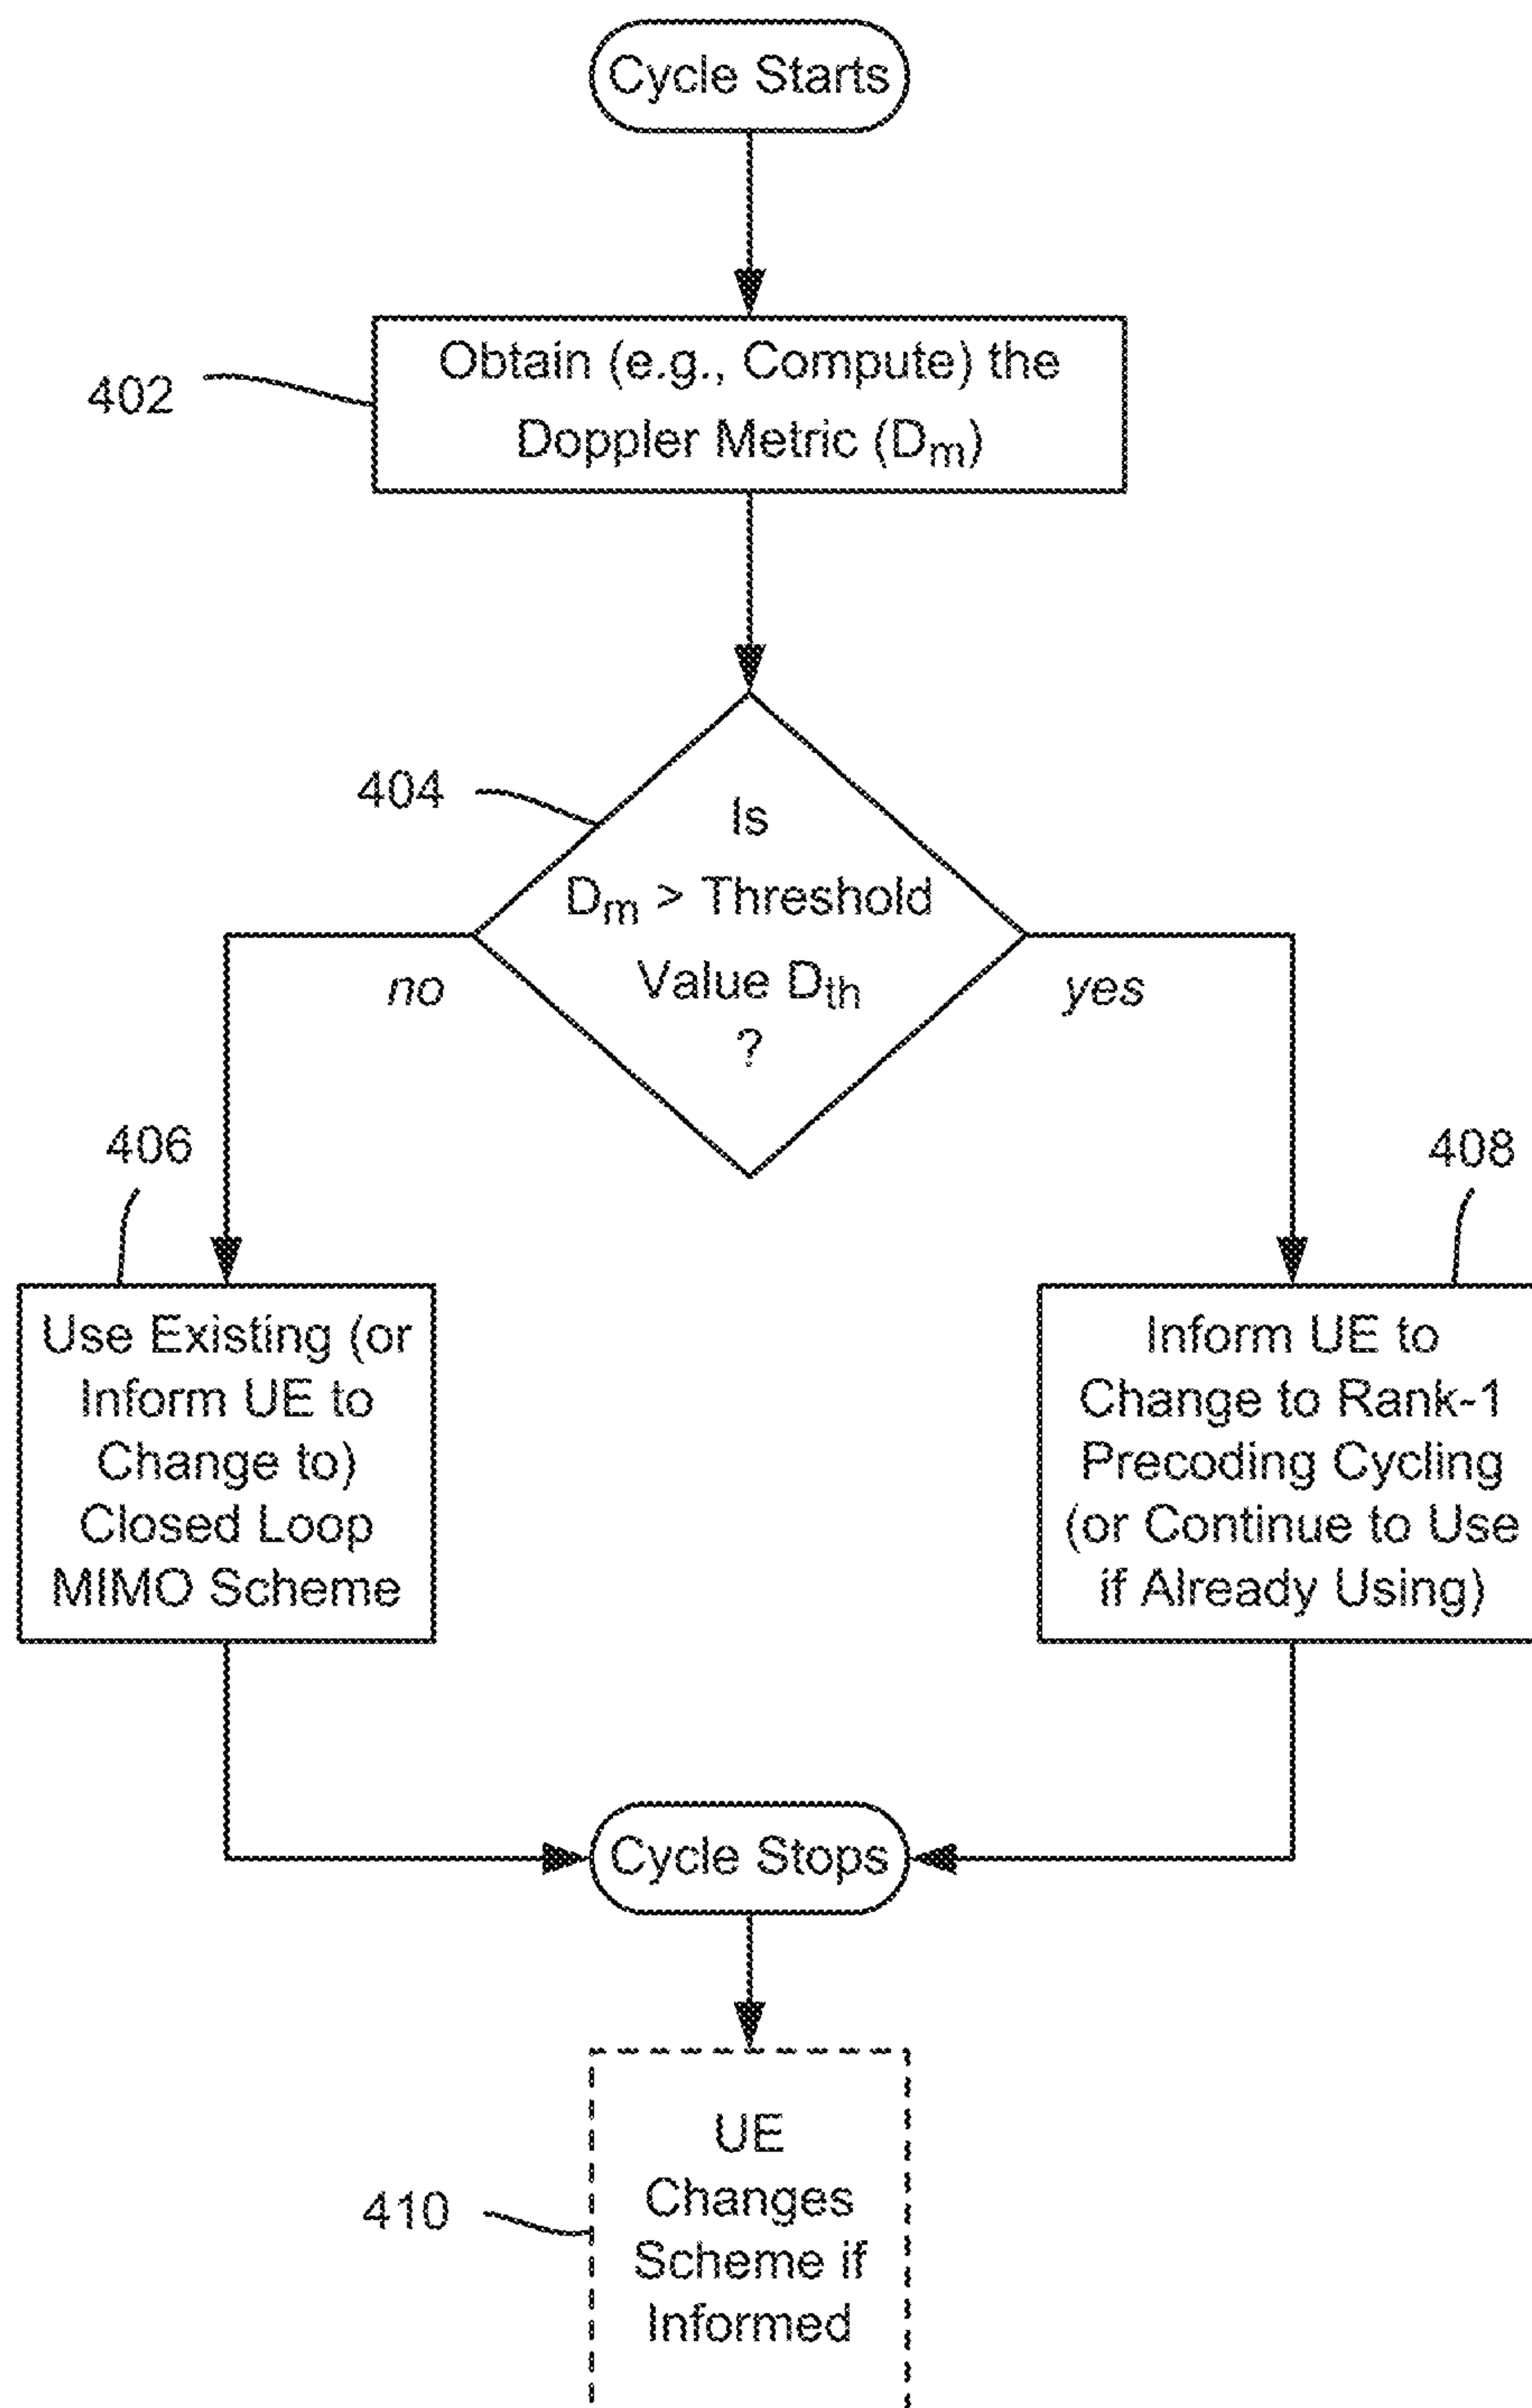 Cycle Starts
402
Obtain (e.g., Compute) the
Doppler Metric (Dm)
404
Is
Dm > Threshold
Value Dth
?
no
yes
406
408
Use Existing (or
Inform UE to
Change to)
Closed Loop
MIMO Scheme
Inform UE to
Change to Rank-1
Precoding Cycling
(or Continue to Use
if Already Using)
Cycle Stops
410
UE
Changes
Scheme if
Informed